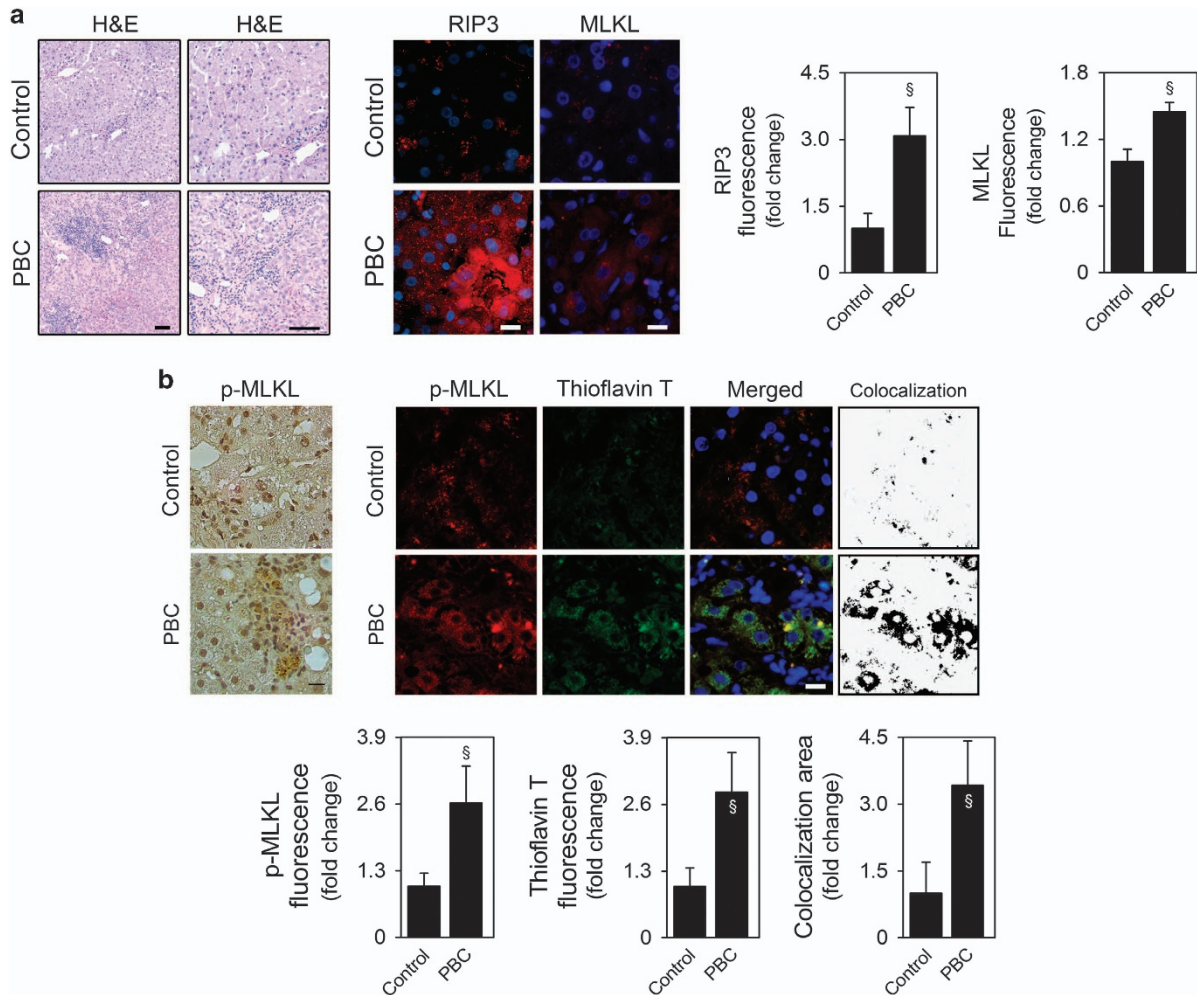 a
H&E
H&E
RIP3
MLKL
Control
Control
PBC
PBC
RIP3
fluorescence
(fold change)
4.5
3.0
1.5
0
§
Control
PBC
MLKL
Fluorescence
(fold change)
1.8
1.2
0.6
0
§
Control
PBC
b
p-MLKL
p-MLKL
Thioflavin T
Merged
Colocalization
Control
Control
PBC
PBC
p-MLKL
fluorescence
(fold change)
3.9
2.6
1.3
0
§
Control
PBC
Thioflavin T
fluorescence
(fold change)
3.9
2.6
1.3
0
§
Control
PBC
Colocalization area
(fold change)
4.5
3.0
1.5
0
§
Control
PBC